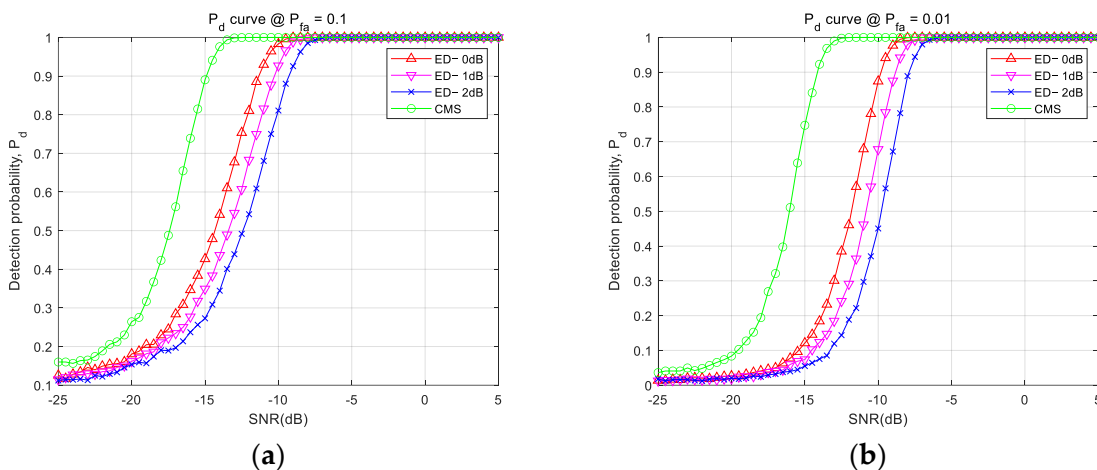 P_d curve @ P_fa = 0.1
1
0.9
0.8
0.7
0.6
0.5
0.4
0.3
0.2
0.1
Detection probability, P_d
ED− 0dB
ED− 1dB
ED− 2dB
CMS
-25 -20 -15 -10 -5 0 5
SNR(dB)
(a)
P_d curve @ P_fa = 0.01
1
0.9
0.8
0.7
0.6
0.5
0.4
0.3
0.2
0.1
0
Detection probability, P_d
ED− 0dB
ED− 1dB
ED− 2dB
CMS
-25 -20 -15 -10 -5 0 5
SNR(dB)
(b)